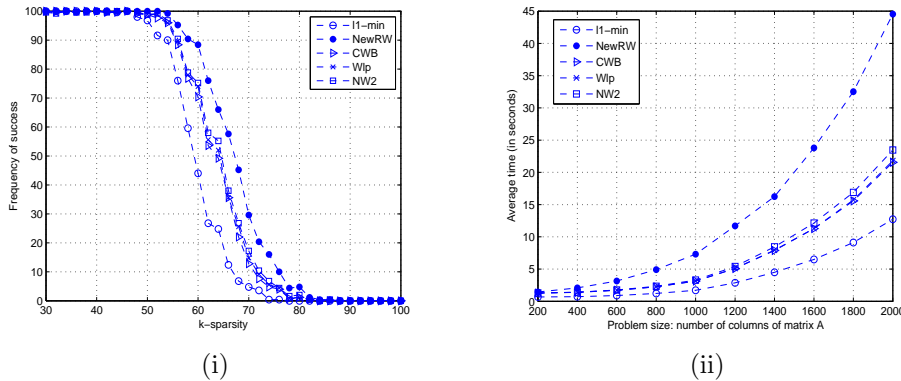 Frequency of success
100
90
80
70
60
50
40
30
20
10
0
30
40
50
60
70
80
90
100
k−sparsity
l1−min
NewRW
CWB
Wlp
NW2
(i)
Average time (in seconds)
45
40
35
30
25
20
15
10
5
0
200
400
600
800
1000
1200
1400
1600
1800
2000
Problem size: number of columns of matrix A
l1−min
NewRW
CWB
Wlp
NW2
(ii)